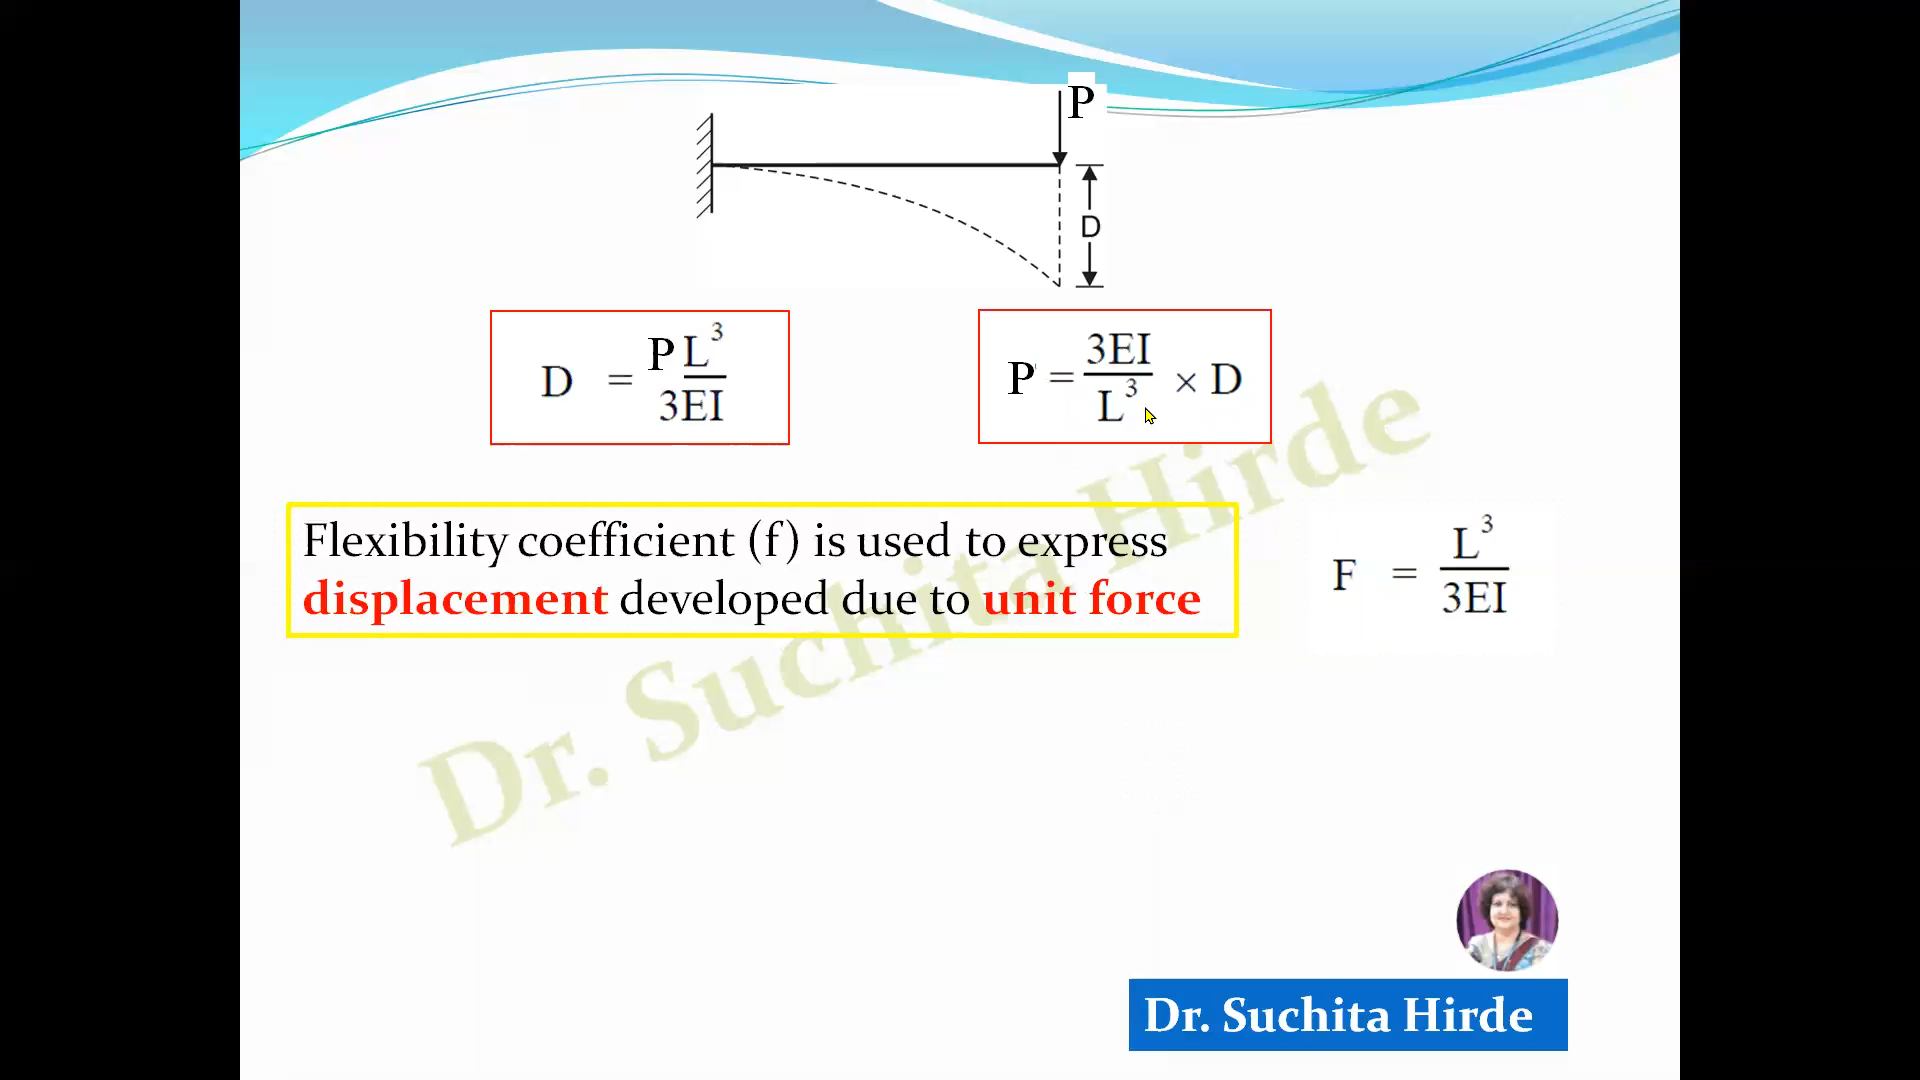 P
D
D = PL³/3EI
P = 3EI/L³ × D
Flexibility coefficient (f) is used to express
displacement developed due to unit force
F = L³/3EI
Dr. Suchita Hirde
Dr. Suchita Hirde